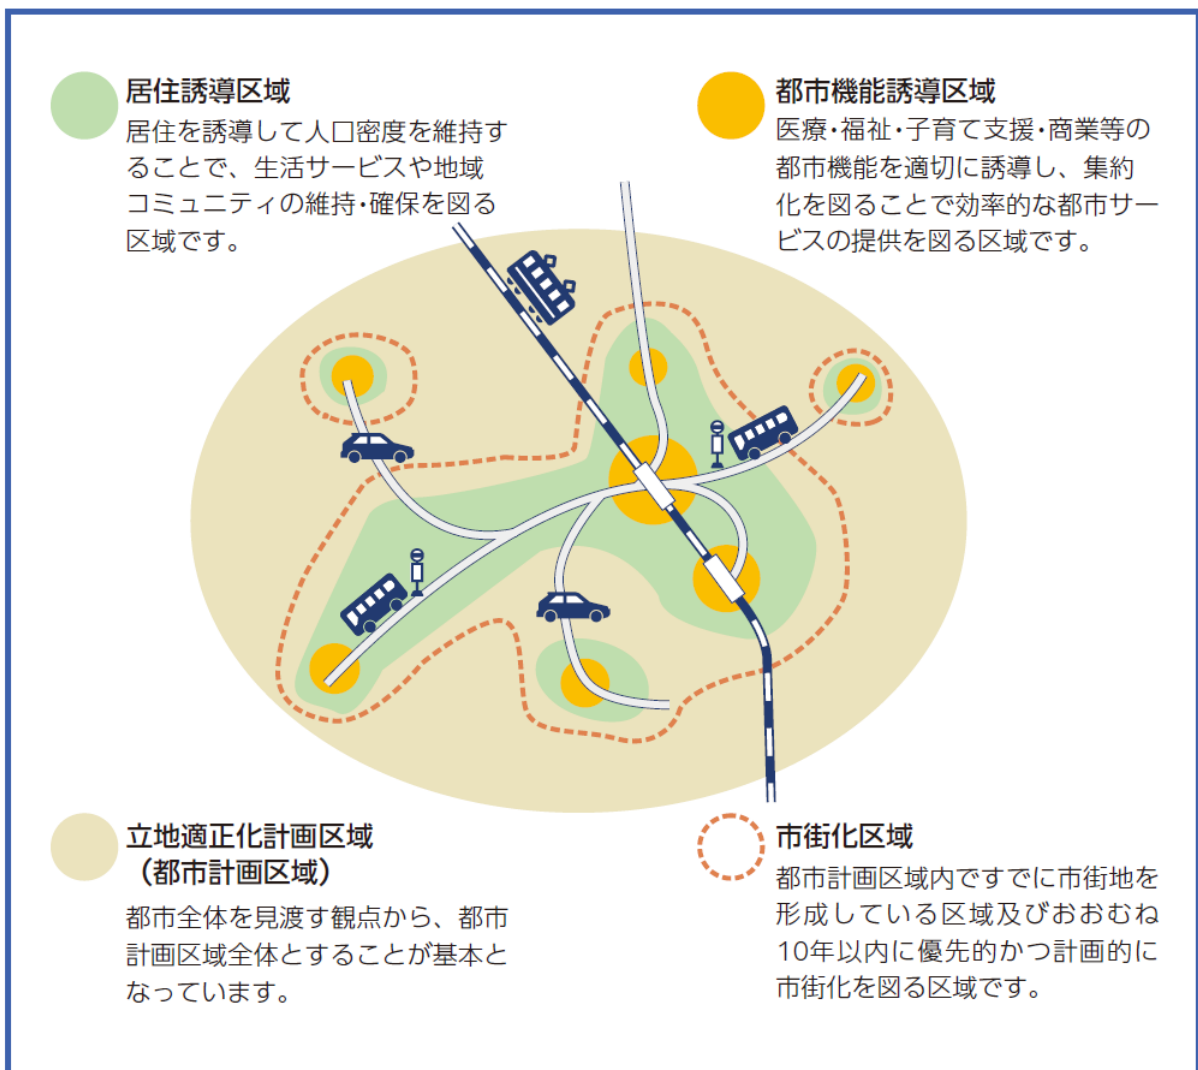 居住誘導区域
居住を誘導して人口密度を維持す
ることで、生活サービスや地域
コミュニティの維持・確保を図る
区域です。
都市機能誘導区域
医療・福祉・子育て支援・商業等の
都市機能を適切に誘導し、集約
化を図ることで効率的な都市サー
ビスの提供を図る区域です。
立地適正化計画区域
（都市計画区域）
都市全体を見渡す観点から、都市
計画区域全体とすることが基本と
なっています。
市街化区域
都市計画区域内ですでに市街地を
形成している区域及びおおむね
10年以内に優先的かつ計画的に
市街化を図る区域です。